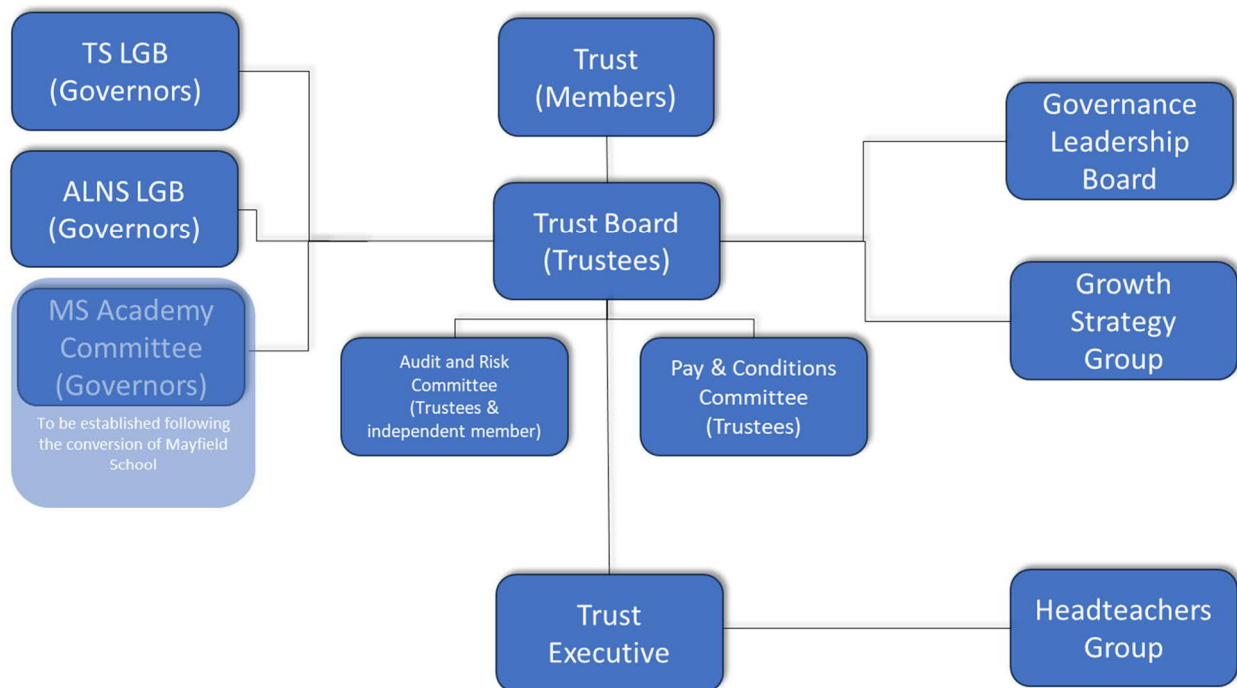 TS LGB
(Governors)
Trust
(Members)
Governance
Leadership
Board
ALNS LGB
(Governors)
Trust Board
(Trustees)
MS Academy
Committee
(Governors)
To be established following
the conversion of Mayfield
School
Growth
Strategy
Group
Audit and Risk
Committee
(Trustees &
independent member)
Pay & Conditions
Committee
(Trustees)
Trust
Executive
Headteachers
Group